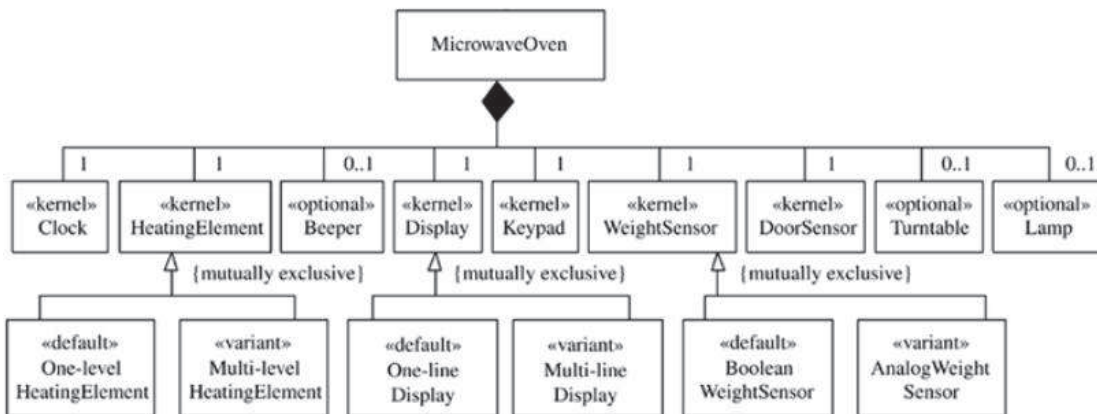 MicrowaveOven
1 1 0..1 1 1 1 1 0..1 0..1
«kernel» «kernel» «optional» «kernel» «kernel» «kernel» «kernel» «optional» «optional»
Clock HeatingElement Beeper Display Keypad WeightSensor DoorSensor Turntable Lamp
{mutually exclusive} {mutually exclusive} {mutually exclusive}
«default» «variant» «default» «variant» «default» «variant»
One-level Multi-level One-line Multi-line Boolean AnalogWeight
HeatingElement HeatingElement Display Display WeightSensor Sensor